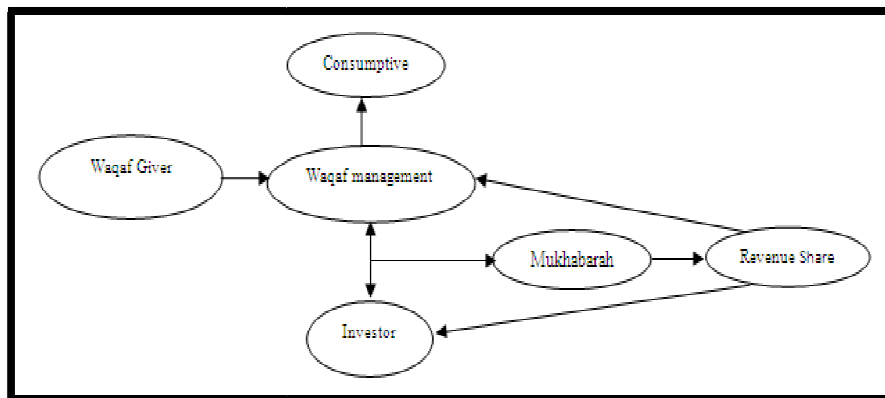 Consumptive
Waqaf Giver
Waqaf management
Mukhabarah
Revenue Share
Investor